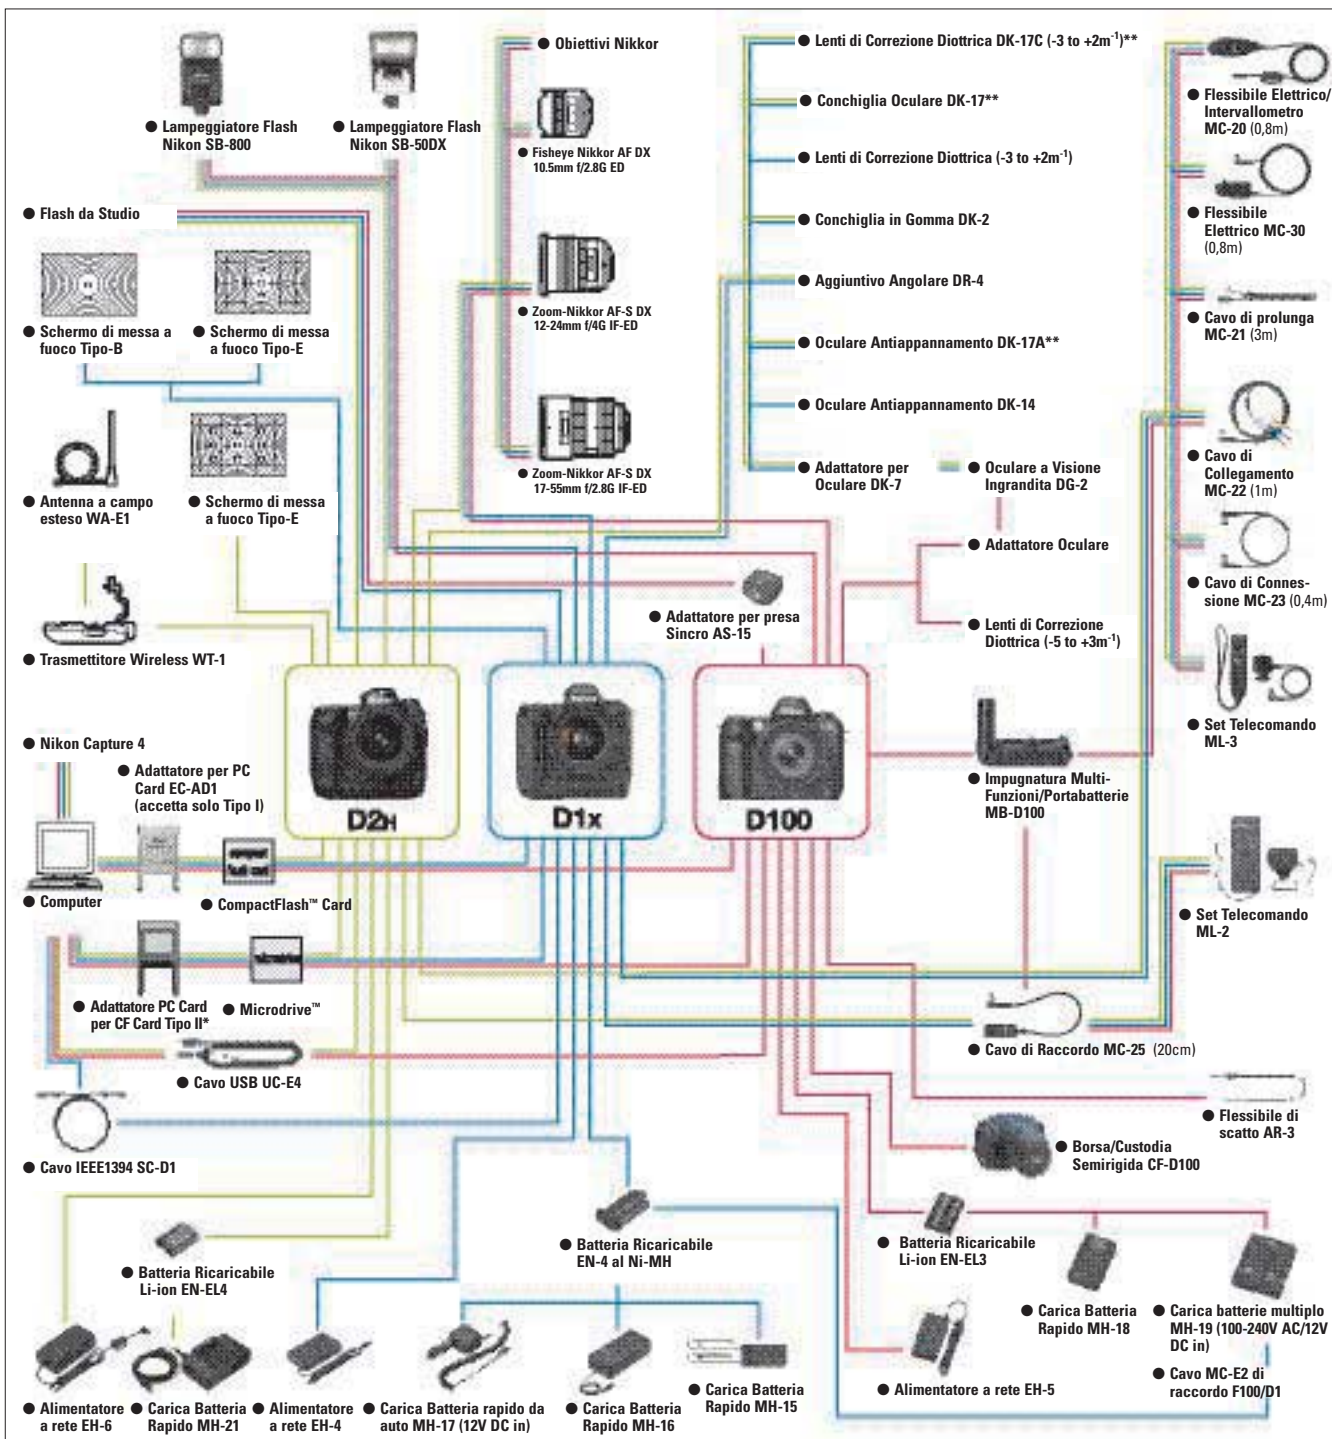 ● Lampeggiatore Flash
Nikon SB-800
● Lampeggiatore Flash
Nikon SB-50DX
● Obiettivi Nikkor
● Fisheye Nikkor AF DX
10.5mm f/2.8G ED
● Zoom-Nikkor AF-S DX
12-24mm f/4G IF-ED
● Zoom-Nikkor AF-S DX
17-55mm f/2.8G IF-ED
● Lenti di Correzione Diottrica DK-17C (-3 to +2m⁻¹)**
● Conchiglia Oculare DK-17**
● Lenti di Correzione Diottrica (-3 to +2m⁻¹)
● Conchiglia in Gomma DK-2
● Aggiuntivo Angolare DR-4
● Oculare Antiappannamento DK-17A**
● Oculare Antiappannamento DK-14
● Adattatore per
Oculare DK-7
● Oculare a Visione
Ingrandita DG-2
● Adattatore Oculare
● Lenti di Correzione
Diottrica (-5 to +3m⁻¹)
● Flessibile Elettrico/
Intervallometro
MC-20 (0,8m)
● Flessibile
Elettrico MC-30
(0,8m)
● Cavo di prolunga
MC-21 (3m)
● Cavo di
Collegamento
MC-22 (1m)
● Cavo di Connes-
sione MC-23 (0,4m)
● Set Telecomando
ML-3
● Flash da Studio
● Schermo di messa a
fuoco Tipo-B
● Schermo di messa
a fuoco Tipo-E
● Antenna a campo
esteso WA-E1
● Schermo di messa
a fuoco Tipo-E
● Trasmettitore Wireless WT-1
● Adattatore per presa
Sincro AS-15
D2H
D1X
D100
● Impugnatura Multi-
Funzioni/Portabatterie
MB-D100
● Nikon Capture 4
● Adattatore per PC
Card EC-AD1
(accetta solo Tipo I)
● Computer
● CompactFlash™ Card
● Adattatore PC Card
per CF Card Tipo II*
● Microdrive™
● Cavo USB UC-E4
● Cavo IEEE1394 SC-D1
● Set Telecomando
ML-2
● Cavo di Raccordo MC-25 (20cm)
● Flessibile di
scatto AR-3
● Borsa/Custodia
Semirigida CF-D100
● Batteria Ricaricabile
Li-ion EN-EL4
● Batteria Ricaricabile
EN-4 al Ni-MH
● Batteria Ricaricabile
Li-ion EN-EL3
● Carica Batteria
Rapido MH-18
● Carica batterie multiplo
MH-19 (100-240V AC/12V
DC in)
● Cavo MC-E2 di
raccordo F100/D1
● Alimentatore
a rete EH-6
● Carica Batteria
Rapido MH-21
● Alimentatore
a rete EH-4
● Carica Batteria rapido da
auto MH-17 (12V DC in)
● Carica Batteria
Rapido MH-16
● Carica Batteria
Rapido MH-15
● Alimentatore a rete EH-5